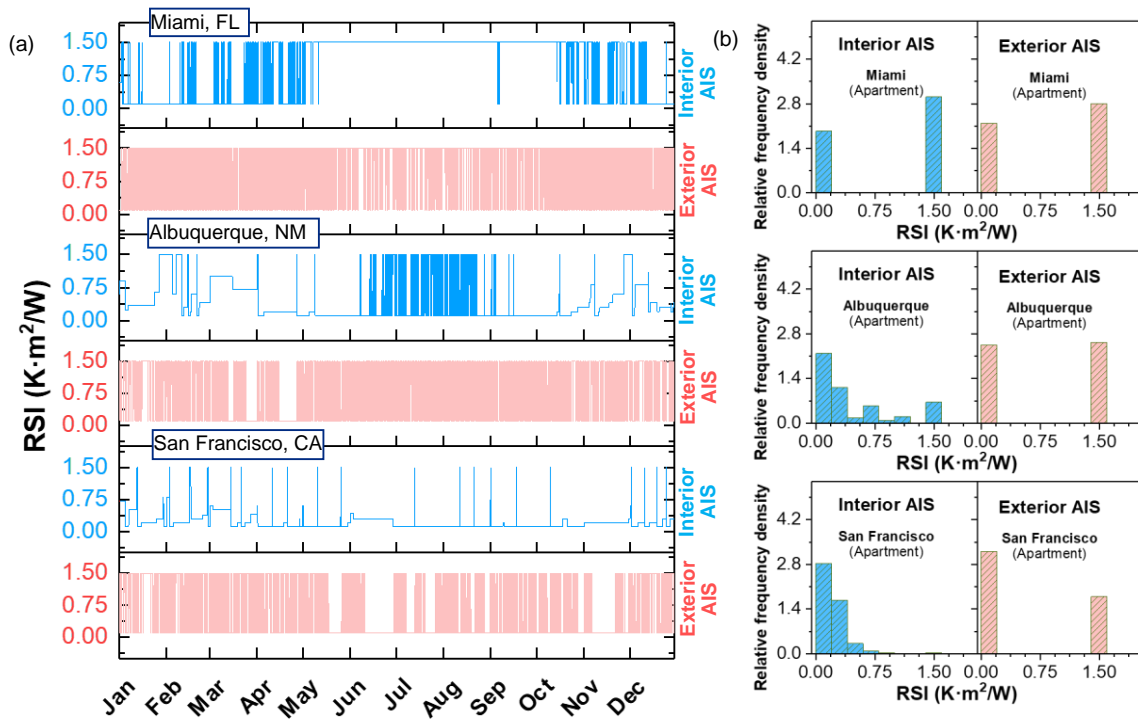 (a)
Miami, FL
1.50
0.75
0.00
Interior
AIS
1.50
0.75
0.00
Exterior
AIS
Albuquerque, NM
1.50
0.75
0.00
Interior
AIS
1.50
0.75
0.00
Exterior
AIS
San Francisco, CA
1.50
0.75
0.00
Interior
AIS
1.50
0.75
0.00
Exterior
AIS
RSI (K·m²/W)
Jan Feb Mar Apr May Jun Jul Aug Sep Oct Nov Dec
(b)
Relative frequency density
4.2
2.8
1.4
0.0
Interior AIS
Miami
(Apartment)
Exterior AIS
Miami
(Apartment)
0.00 0.75 1.50 0.00 0.75 1.50
RSI (K·m²/W) RSI (K·m²/W)
Relative frequency density
4.2
2.8
1.4
0.0
Interior AIS
Albuquerque
(Apartment)
Exterior AIS
Albuquerque
(Apartment)
0.00 0.75 1.50 0.00 0.75 1.50
RSI (K·m²/W) RSI (K·m²/W)
Relative frequency density
4.2
2.8
1.4
0.0
Interior AIS
San Francisco
(Apartment)
Exterior AIS
San Francisco
(Apartment)
0.00 0.75 1.50 0.00 0.75 1.50
RSI (K·m²/W) RSI (K·m²/W)